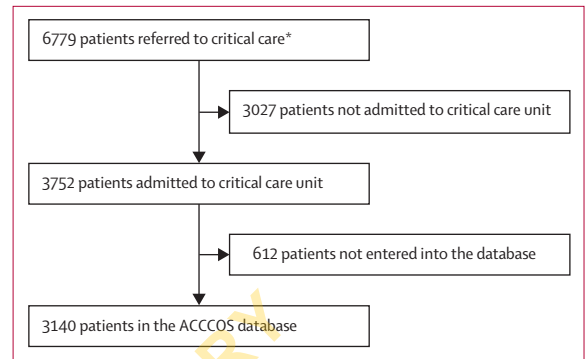 6779 patients referred to critical care*
3027 patients not admitted to critical care unit
3752 patients admitted to critical care unit
612 patients not entered into the database
3140 patients in the ACCCOS database